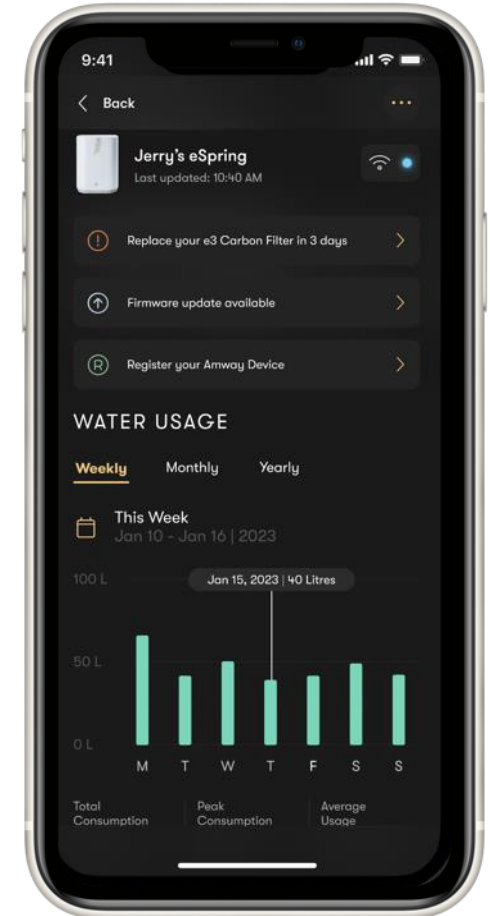 9:41
Back
Jerry's eSpring
Last updated: 10:40 AM
Replace your e3 Carbon Filter in 3 days
Firmware update available
R
Register your Amway Device
WATER USAGE
Weekly Monthly Yearly
This Week
Jan 10 - Jan 16 | 2023
100 L
Jan 15, 2023 | 40 Litres
50 L
0 L
M T W T F S S
Total Peak Average
Consumption Consumption Usage